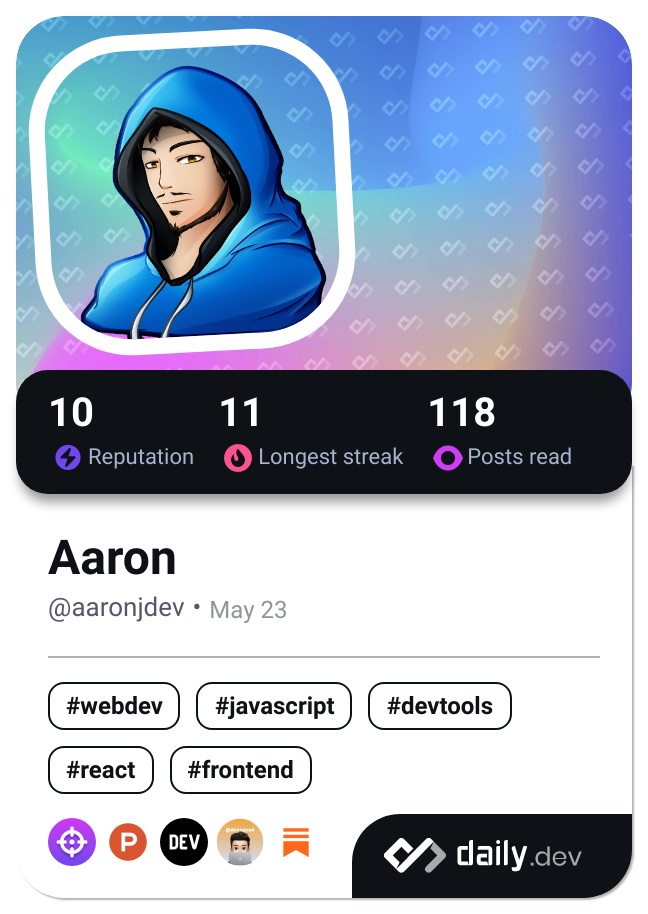 10 11 118
Reputation Longest streak Posts read
Aaron
@aaronjdev • May 23
#webdev #javascript #devtools
#react #frontend
P DEV
daily.dev